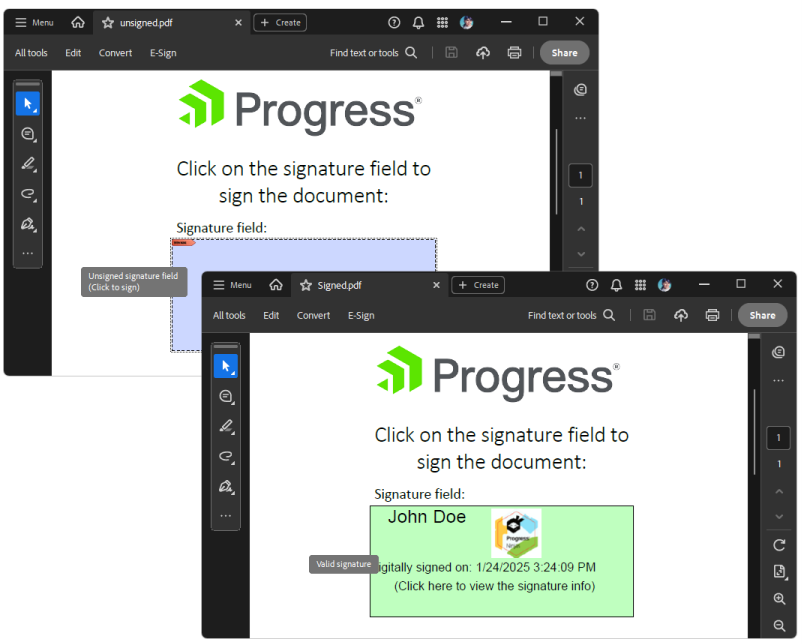 Menu
unsigned.pdf
Create
All tools
Edit
Convert
E-Sign
Find text or tools
Share
Progress®
Click on the signature field to
sign the document:
Signature field:
Unsigned signature field
(Click to sign)
1
1
Menu
Signed.pdf
Create
All tools
Edit
Convert
E-Sign
Find text or tools
Share
Progress®
Click on the signature field to
sign the document:
Signature field:
John Doe
Progress
Valid signature
igitally signed on: 1/24/2025 3:24:09 PM
(Click here to view the signature info)
1
1